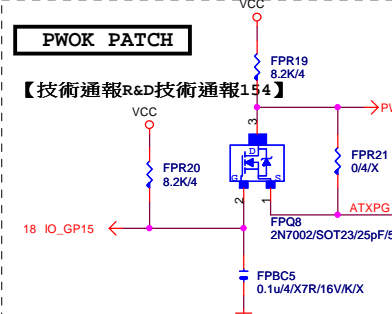 VCC
PWOK PATCH
FPR19
8.2K/4
【技術通報R&D技術通報154】
VCC
3
PW
D
G
S
FPR20
8.2K/4
FPR21
0/4/X
2
1
ATXPG
FPQ8
2N7002/SOT23/25pF/5
18 IO_GP15
FPBC5
0.1u/4/X7R/16V/K/X